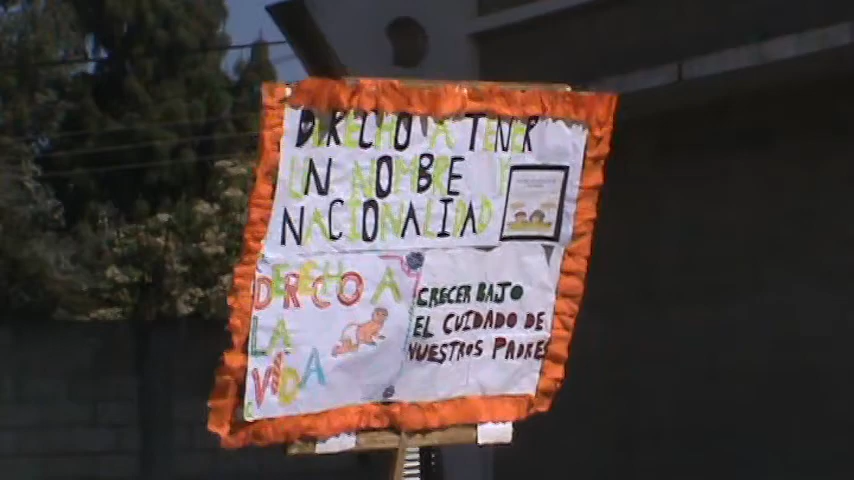 DERECHO A TENER
UN NOMBRE Y
NACIONALIDAD
DERECHO A
LA
VIDA
CRECER BAJO
EL CUIDADO DE
NUESTROS PADRES